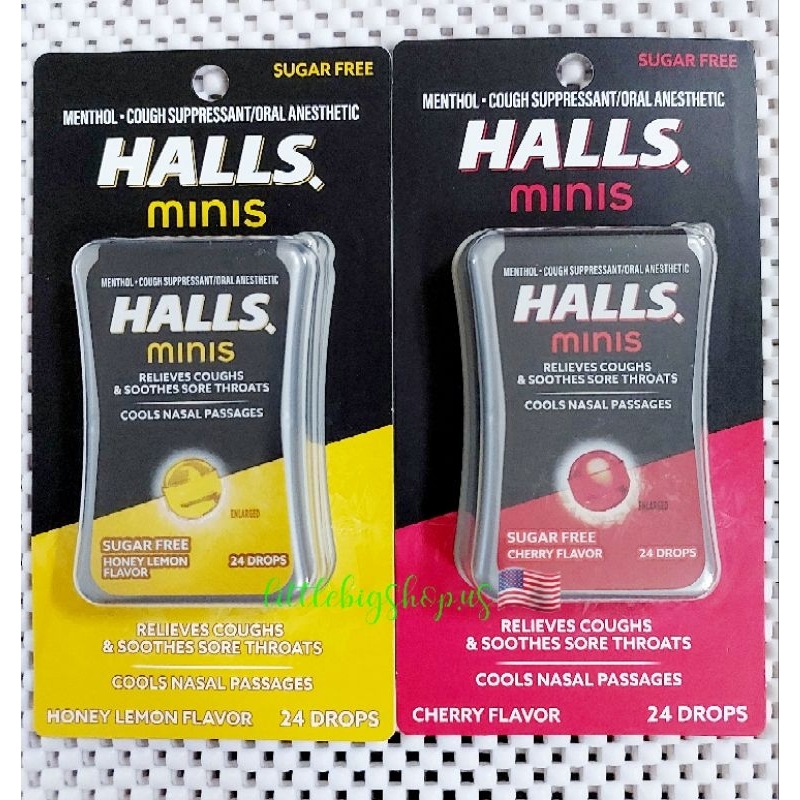 SUGAR FREE
MENTHOL • COUGH SUPPRESSANT/ORAL ANESTHETIC
HALLS
minis
MENTHOL • COUGH SUPPRESSANT/ORAL ANESTHETIC
HALLS
minis
RELIEVES COUGHS
& SOOTHES SORE THROATS
COOLS NASAL PASSAGES
ENLARGED
SUGAR FREE
HONEY LEMON
FLAVOR
24 DROPS
RELIEVES COUGHS
& SOOTHES SORE THROATS
COOLS NASAL PASSAGES
HONEY LEMON FLAVOR 24 DROPS
SUGAR FREE
MENTHOL • COUGH SUPPRESSANT/ORAL ANESTHETIC
HALLS
minis
MENTHOL • COUGH SUPPRESSANT/ORAL ANESTHETIC
HALLS
minis
RELIEVES COUGHS
& SOOTHES SORE THROATS
COOLS NASAL PASSAGES
ENLARGED
SUGAR FREE
CHERRY FLAVOR 24 DROPS
RELIEVES COUGHS
& SOOTHES SORE THROATS
COOLS NASAL PASSAGES
CHERRY FLAVOR 24 DROPS
littlebigshop.us